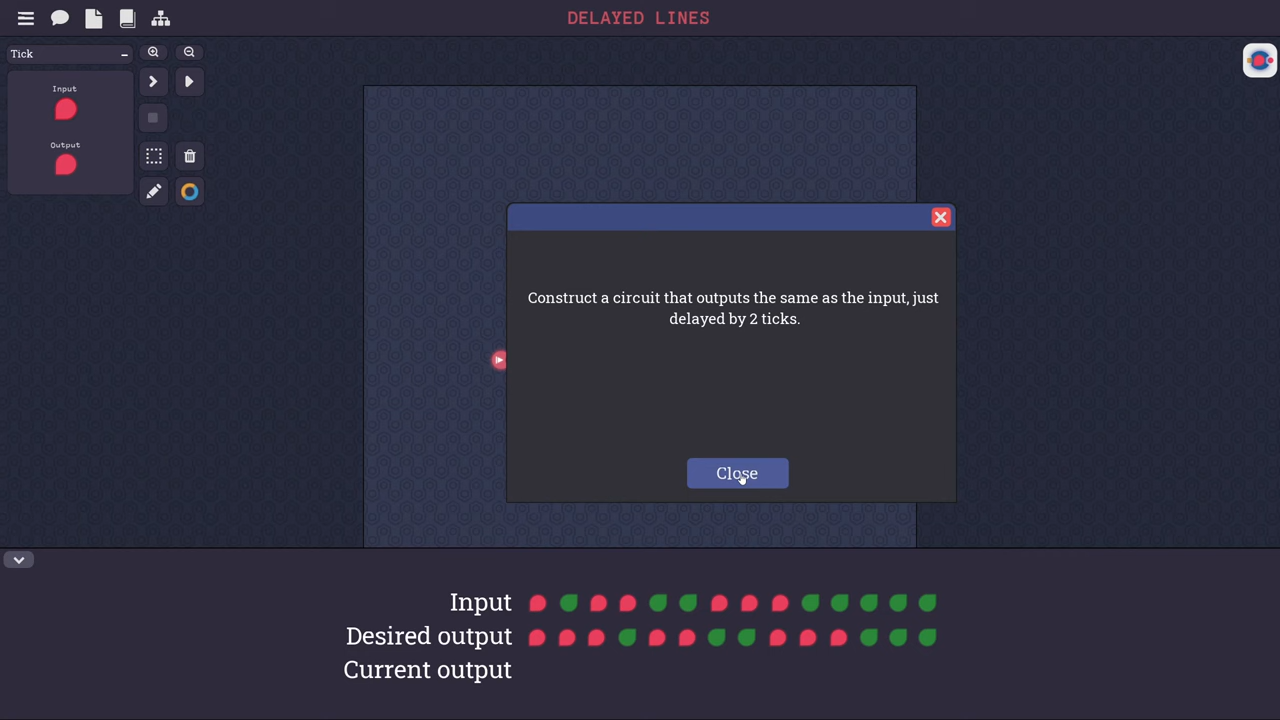 DELAYED LINES
Tick
Input
Output
Construct a circuit that outputs the same as the input, just
delayed by 2 ticks.
Close
Input
Desired output
Current output